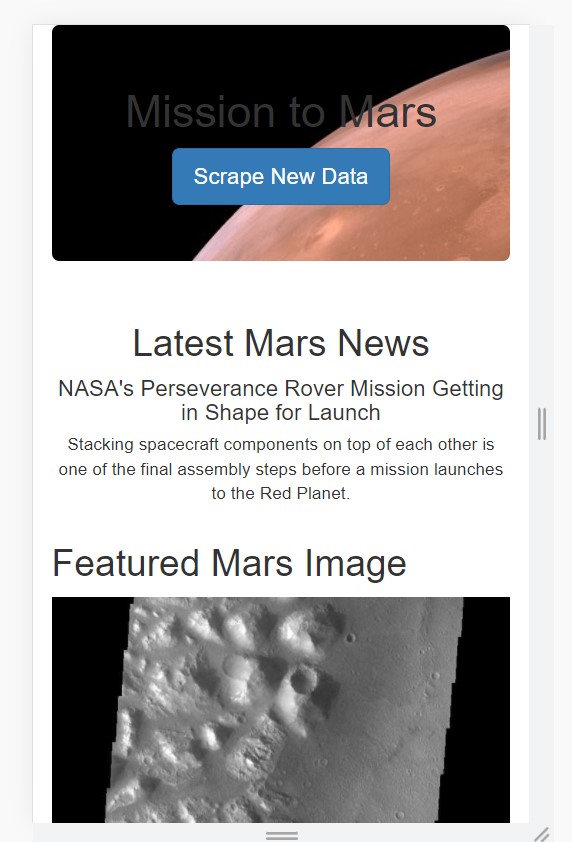 Mission to Mars
Scrape New Data
Latest Mars News
NASA's Perseverance Rover Mission Getting
in Shape for Launch
Stacking spacecraft components on top of each other is
one of the final assembly steps before a mission launches
to the Red Planet.
Featured Mars Image